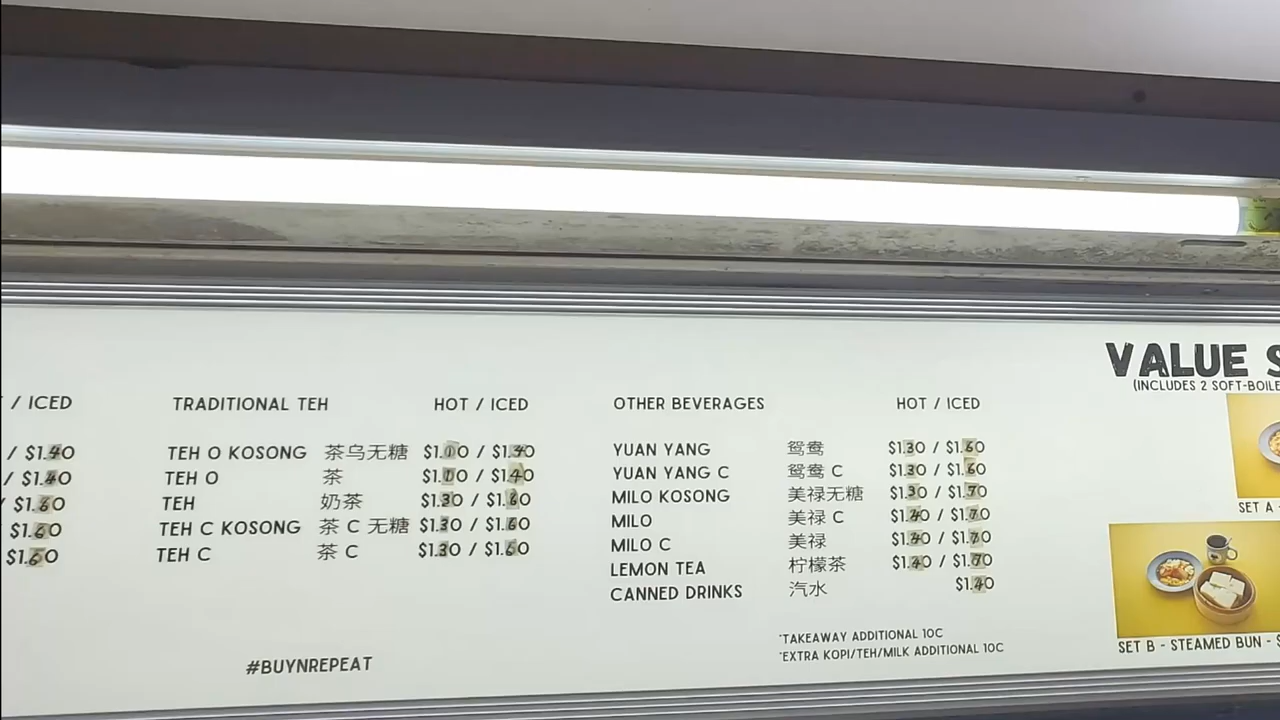 / ICED
/ $1.40
/ $1.40
/ $1.60
$1.60
$1.60
TRADITIONAL TEH HOT / ICED
TEH O KOSONG 茶乌无糖 $1.00 / $1.30
TEH O 茶 $1.00 / $1.40
TEH 奶茶 $1.30 / $1.60
TEH C KOSONG 茶 C 无糖 $1.30 / $1.60
TEH C 茶 C $1.30 / $1.60
#BUYNREPEAT
OTHER BEVERAGES HOT / ICED
YUAN YANG 鸳鸯 $1.30 / $1.60
YUAN YANG C 鸳鸯 C $1.30 / $1.60
MILO KOSONG 美禄无糖 $1.30 / $1.70
MILO 美禄 C $1.40 / $1.70
MILO C 美禄 $1.40 / $1.70
LEMON TEA 柠檬茶 $1.40 / $1.70
CANNED DRINKS 汽水 $1.40
*TAKEAWAY ADDITIONAL 10C
*EXTRA KOPI/TEH/MILK ADDITIONAL 10C
VALUE S
(INCLUDES 2 SOFT-BOILE
SET A -
SET B - STEAMED BUN - $